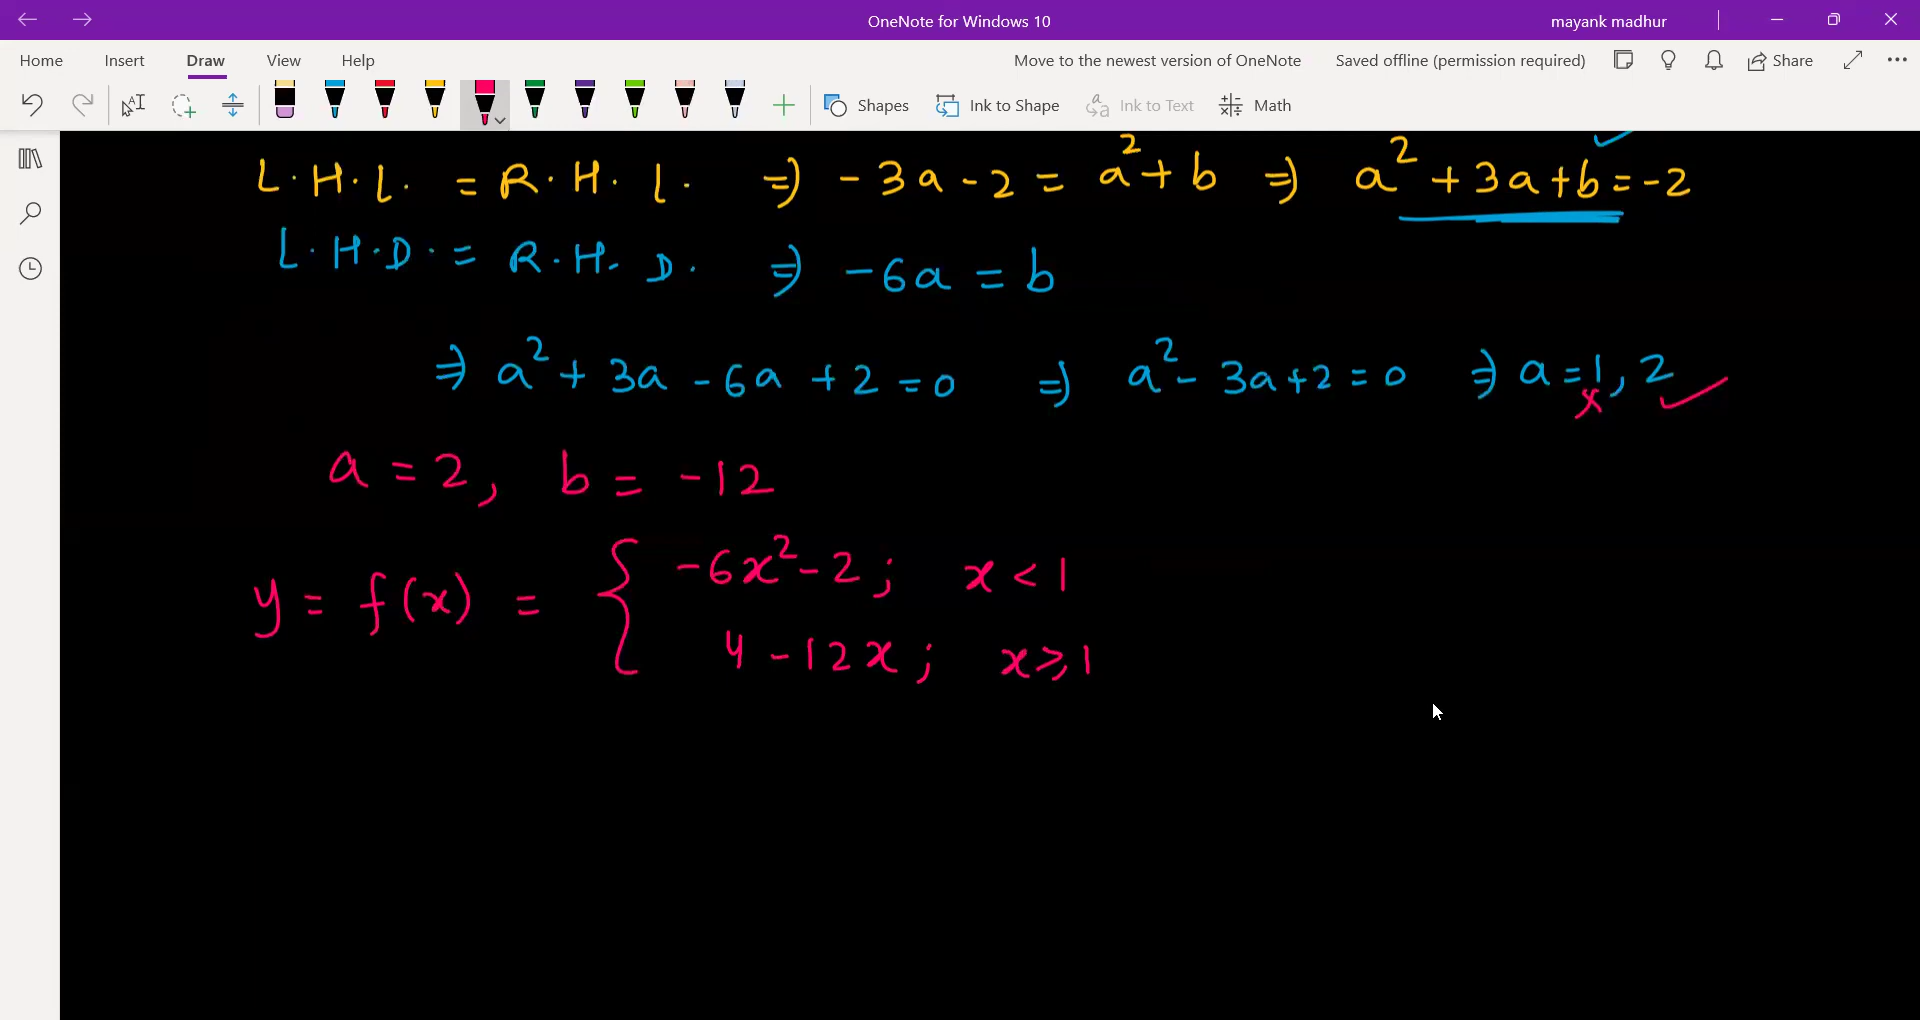 OneNote for Windows 10 mayank madhur
Home Insert Draw View Help Move to the newest version of OneNote Saved offline (permission required) Share
Shapes Ink to Shape Ink to Text Math
L.H.L. = R.H.L. ⇒ -3a-2 = a²+b ⇒ a²+3a+b=-2
L.H.D. = R.H.D. ⇒ -6a = b
⇒ a²+3a-6a+2=0 ⇒ a²-3a+2=0 ⇒ a=1,2
a=2, b=-12
y = f(x) = { -6x²-2; x<1
4-12x; x⩾1